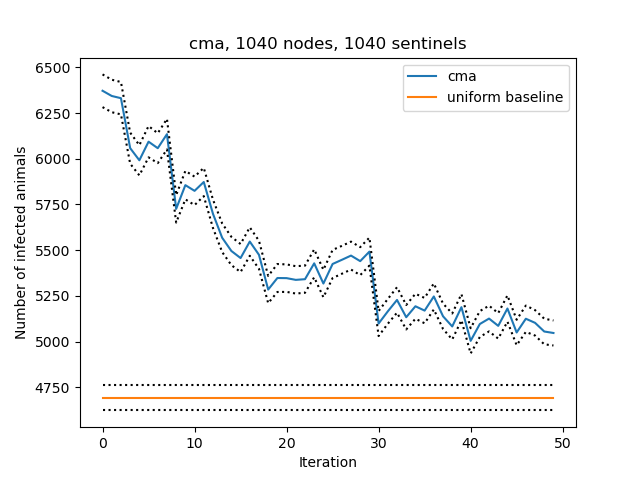 cma, 1040 nodes, 1040 sentinels
6500
6250
6000
5750
5500
5250
5000
4750
Number of infected animals
cma
uniform baseline
0
10
20
30
40
50
Iteration